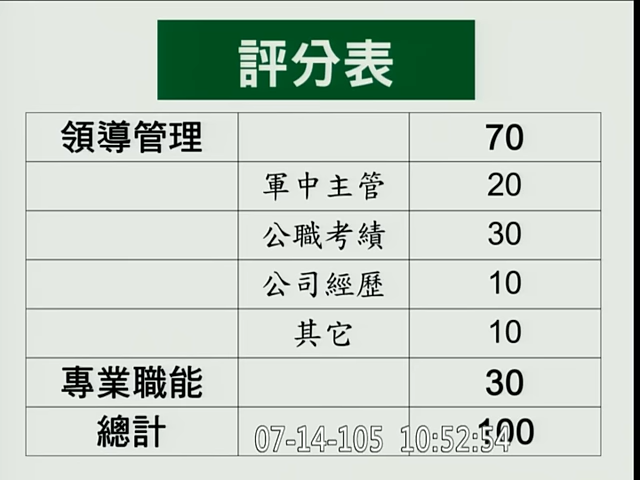 評分表
領導管理 70
軍中主管 20
公職考績 30
公司經歷 10
其它 10
專業職能 30
總計 100
07-14-105 10:52:54